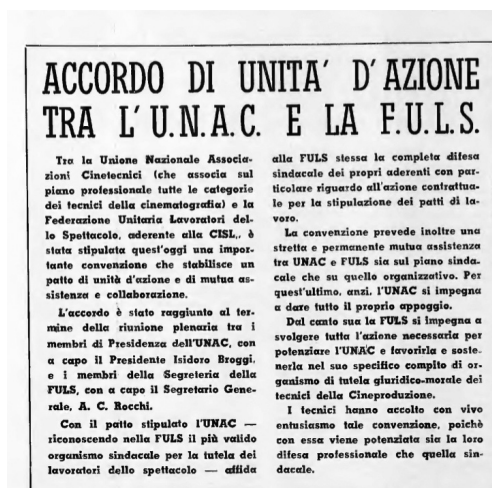 ACCORDO DI UNITA' D'AZIONE
TRA L'U.N.A.C. E LA F.U.L.S.
Tra la Unione Nazionale Associa-
zioni Cinetecnici (che associa sul
piano professionale tutte le categorie
dei tecnici della cinematografia) e la
Federazione Unitaria Lavoratori del-
lo Spettacolo, aderente alla CISL,, è
stata stipulata quest'oggi una impor-
tante convenzione che stabilisce un
patto di unità d'azione e di mutua as-
sistenza e collaborazione.
L'accordo è stato raggiunto al ter-
mine della riunione plenaria tra i
membri di Presidenza dell'UNAC, con
a capo il Presidente Isidoro Broggi,
e i membri della Segreteria della
FULS, con a capo il Segretario Gene-
rale, A. C. Rocchi.
Con il patto stipulato l'UNAC —
riconoscendo nella FULS il più valido
organismo sindacale per la tutela dei
lavoratori dello spettacolo — affida
alla FULS stessa la completa difesa
sindacale dei propri aderenti con par-
ticolare riguardo all'azione contrattua-
le per la stipulazione dei patti di la-
voro.
La convenzione prevede inoltre una
stretta e permanente mutua assistenza
tra UNAC e FULS sia sul piano sinda-
cale che su quello organizzativo. Per
quest'ultimo, anzi, l'UNAC si impegna
a dare tutto il proprio appoggio.
Dal canto sua la FULS si impegna a
svolgere tutta l'azione necessaria per
potenziare l'UNAC e favorirla e soste-
nerla nel suo specifico compito di or-
ganismo di tutela giuridico-morale dei
tecnici della Cineproduzione.
I tecnici hanno accolto con vivo
entusiasmo tale convenzione, poichè
con essa viene potenziata sia la loro
difesa professionale che quella sin-
dacale.